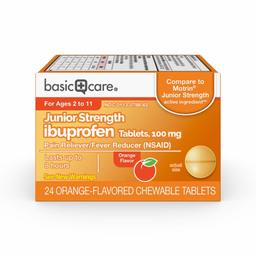 basic care®
For Ages 2 to 11
Compare to
Motrin®
Junior Strength
active ingredient**
Junior Strength
ibuprofen Tablets, 100 mg
Pain Reliever/Fever Reducer (NSAID)
Lasts up to
8 hours
See New Warnings
Orange
Flavor
actual
size
24 ORANGE-FLAVORED CHEWABLE TABLETS